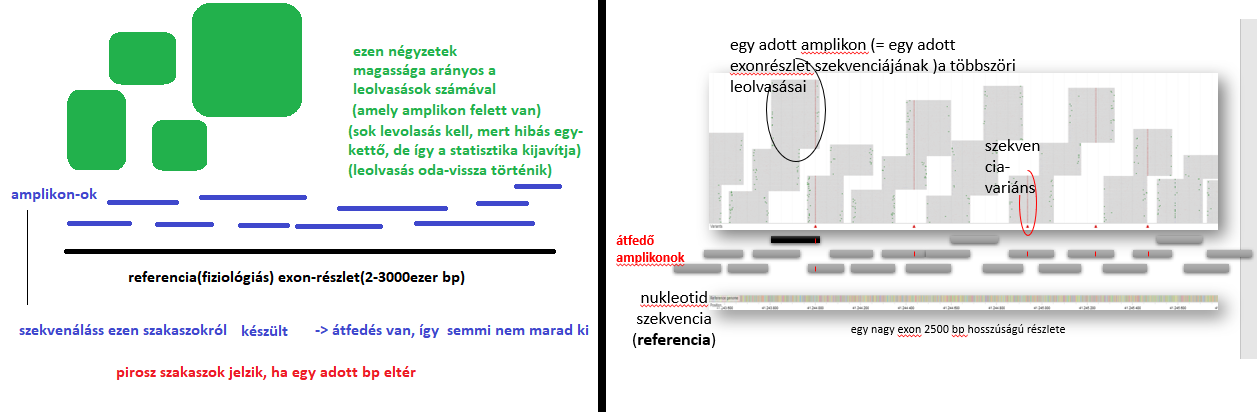 ezen négyzetek
magassága arányos a
leolvasások számával
(amely amplikon felett van)
(sok levolasás kell, mert hibás egy-
kettő, de így a statisztika kijavítja)
(leolvasás oda-vissza történik)
amplikon-ok
referencia(fiziológiás) exon-részlet(2-3000ezer bp)
szekvenáláss ezen szakaszokról készült -> átfedés van, így semmi nem marad ki
pirosz szakaszok jelzik, ha egy adott bp eltér
egy adott amplikon (= egy adott
exonrészlet szekvenciájának )a többszöri
leolvasásai
szekven
cia-
variáns
átfedő
amplikonok
nukleotid
szekvencia
(referencia)
egy nagy exon 2500 bp hosszúságú részlete